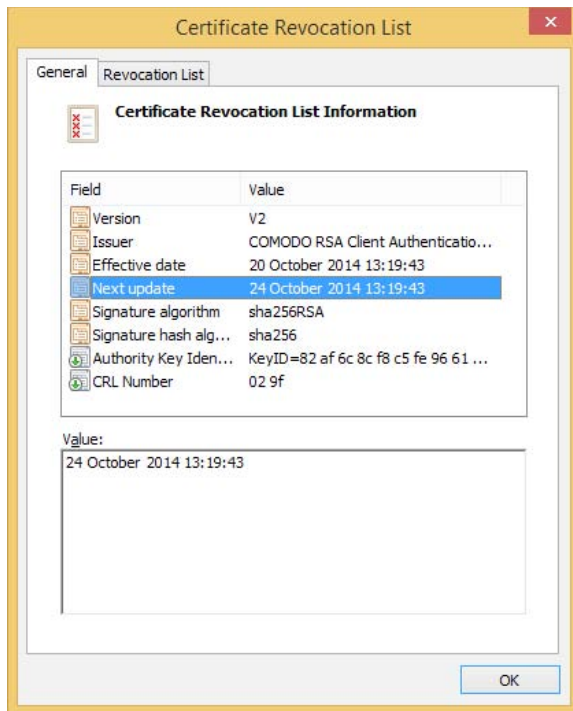 Certificate Revocation List
General Revocation List
Certificate Revocation List Information
Field Value
Version V2
Issuer COMODO RSA Client Authenticatio...
Effective date 20 October 2014 13:19:43
Next update 24 October 2014 13:19:43
Signature algorithm sha256RSA
Signature hash alg... sha256
Authority Key Iden... KeyID=82 af 6c 8c f8 c5 fe 96 61 ...
CRL Number 02 9f
Value:
24 October 2014 13:19:43
OK